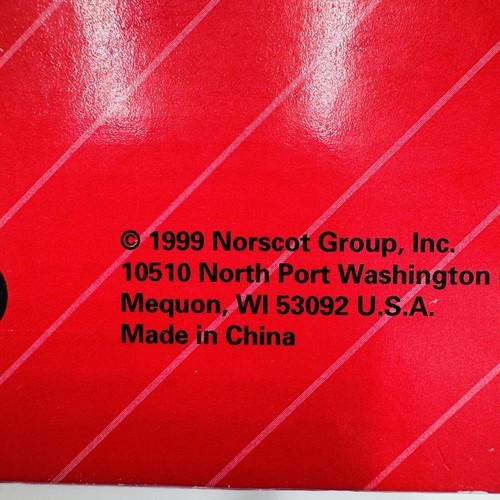 © 1999 Norscot Group, Inc.
10510 North Port Washington
Mequon, WI 53092 U.S.A.
Made in China